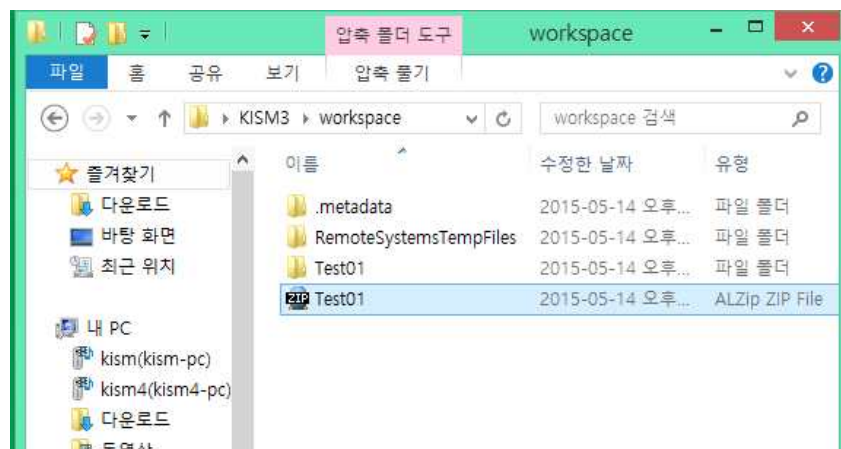 압축 폴더 도구 workspace
파일 홈 공유 보기 압축 풀기
KISM3 workspace workspace 검색
이름 수정한 날짜 유형
즐겨찾기
다운로드
바탕 화면
최근 위치
내 PC
kism(kism-pc)
kism4(kism4-pc)
다운로드
.metadata 2015-05-14 오후... 파일 폴더
RemoteSystemsTempFiles 2015-05-14 오후... 파일 폴더
Test01 2015-05-14 오후... 파일 폴더
ZIP Test01 2015-05-14 오후... ALZip ZIP File